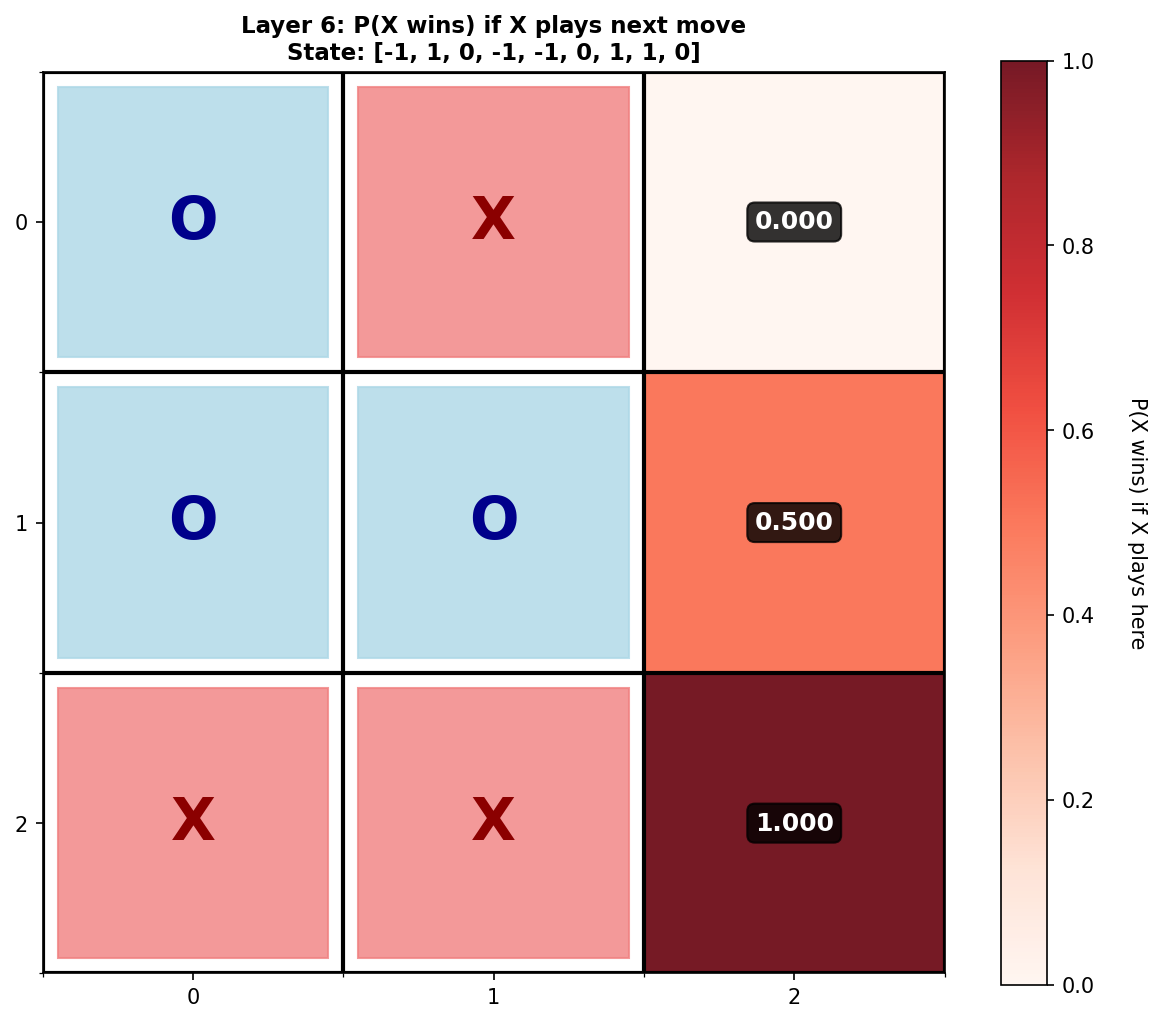 Layer 6: P(X wins) if X plays next move
State: [-1, 1, 0, -1, -1, 0, 1, 1, 0]
0
O
X
0.000
1
O
O
0.500
2
X
X
1.000
0
1
2
1.0
0.8
0.6
0.4
0.2
0.0
P(X wins) if X plays here